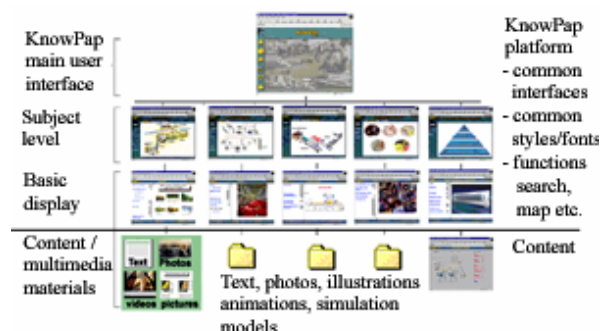 KnowPap
main user
interface
Subject
level
Basic
display
Content /
multimedia
materials
Text
Photos
videos
pictures
Text, photos, illustrations
animations, simulation
models
KnowPap
platform
- common
interfaces
- common
styles/fonts
- functions
search,
map etc.
Content